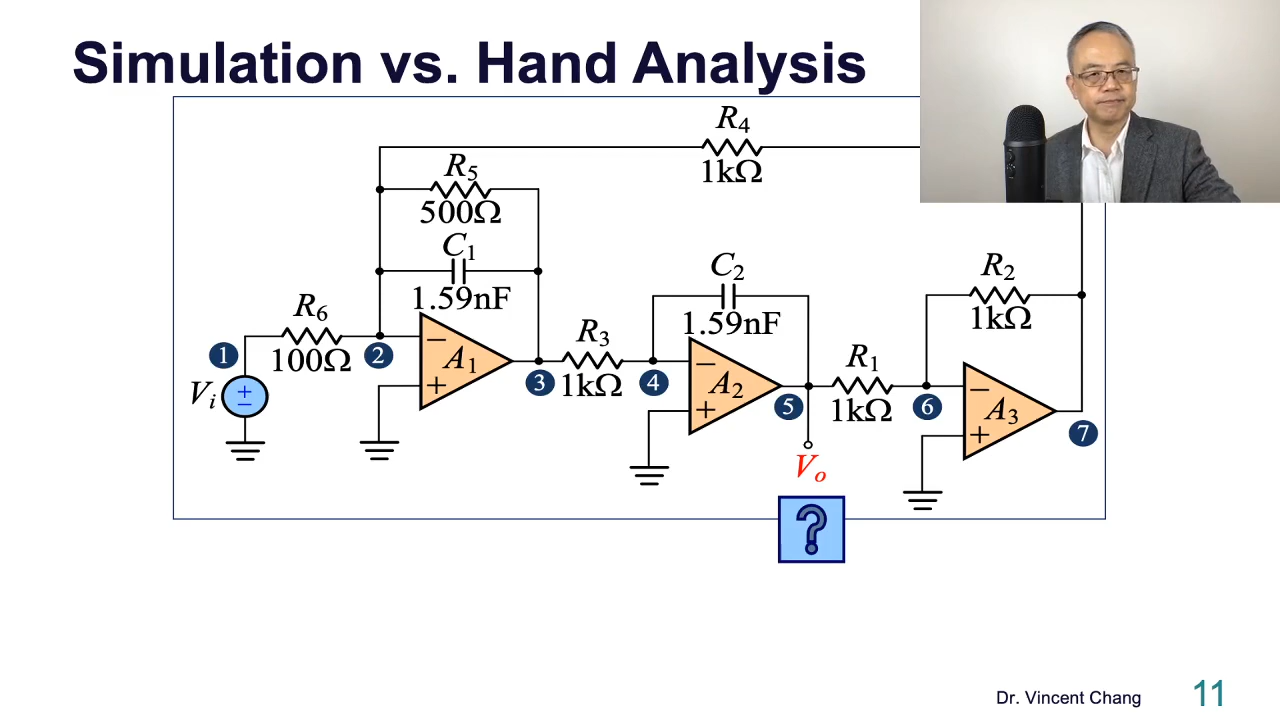 Simulation vs. Hand Analysis
R4
1kΩ
R5
500Ω
C1
1.59nF
R6
100Ω
1
2
Vi
+
−
−
+
A1
3
R3
1kΩ
4
C2
1.59nF
−
+
A2
5
Vo
?
R1
1kΩ
6
R2
1kΩ
−
+
A3
7
Dr. Vincent Chang
11